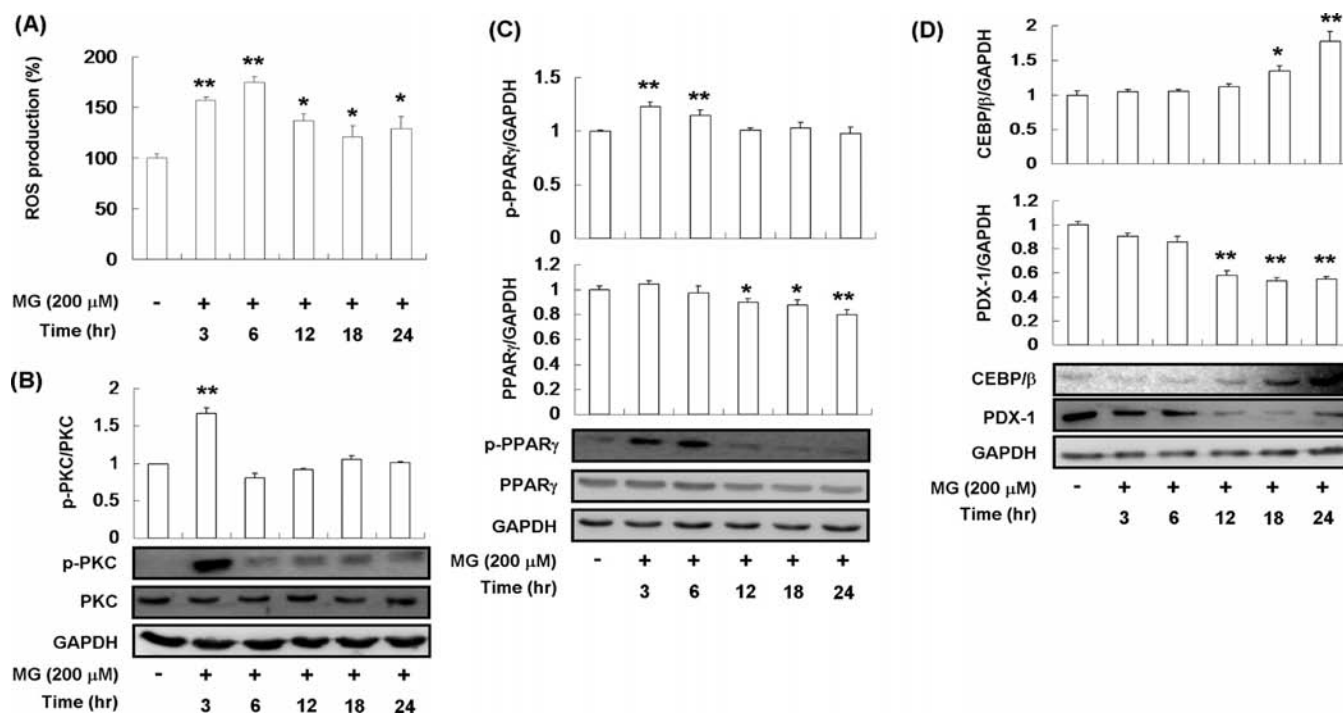 (A)
ROS production (%)
200
150
100
50
0
** ** * * *
MG (200 μM) - + + + + +
Time (hr) 3 6 12 18 24
(B)
p-PKC/PKC
2
1.5
1
0.5
0
**
p-PKC
PKC
GAPDH
MG (200 μM) - + + + + +
Time (hr) 3 6 12 18 24
(C)
p-PPARγ/GAPDH
1.5
1
0.5
0
** **
PPARγ/GAPDH
1.2
1
0.8
0.6
0.4
0.2
0
* * **
p-PPARγ
PPARγ
GAPDH
MG (200 μM) - + + + + +
Time (hr) 3 6 12 18 24
(D)
CEBP/β/GAPDH
2
1.5
1
0.5
0
* **
PDX-1/GAPDH
1.2
1
0.8
0.6
0.4
0.2
0
** ** **
CEBP/β
PDX-1
GAPDH
MG (200 μM) - + + + + +
Time (hr) 3 6 12 18 24